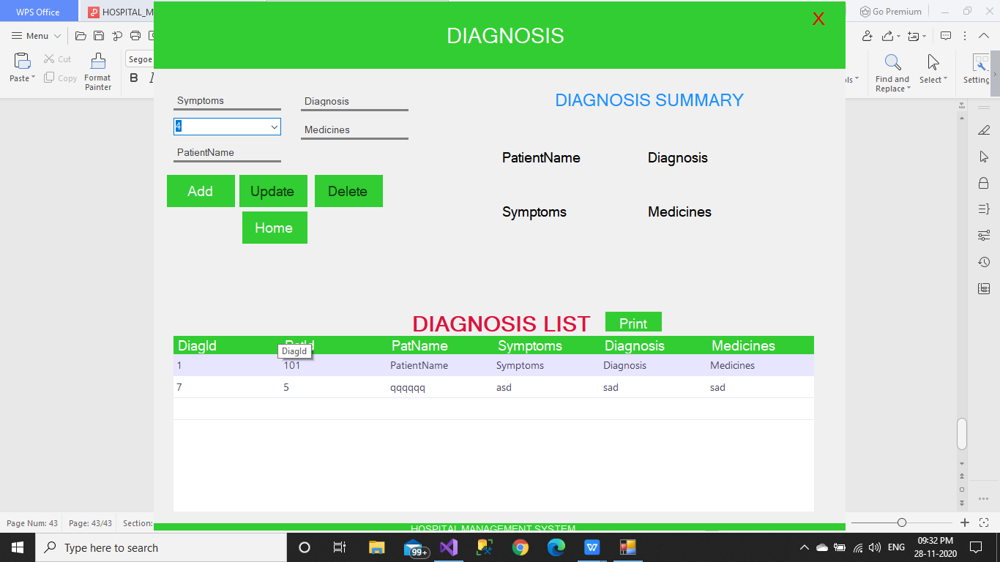 WPS Office
HOSPITAL_M
Go Premium
Menu
Paste
Cut
Copy
Format
Painter
Segoe
B
Find and
Replace
Select
Setting
DIAGNOSIS
X
Symptoms
Diagnosis
4
Medicines
PatientName
Add
Update
Delete
Home
DIAGNOSIS SUMMARY
PatientName
Diagnosis
Symptoms
Medicines
DIAGNOSIS LIST
Print
DiagId PatName Symptoms Diagnosis Medicines
DiagId
1 101 PatientName Symptoms Diagnosis Medicines
7 5 qqqqqq asd sad sad
HOSPITAL MANAGEMENT SYSTEM
Page Num: 43 Page: 43/43 Section:
Type here to search
99+
ENG
09:32 PM
28-11-2020